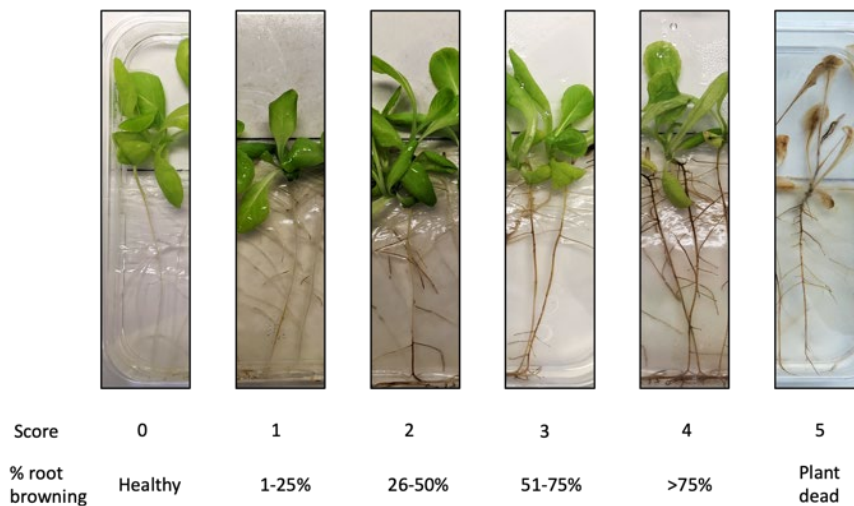 Score 0 1 2 3 4 5
% root browning Healthy 1-25% 26-50% 51-75% >75% Plant dead